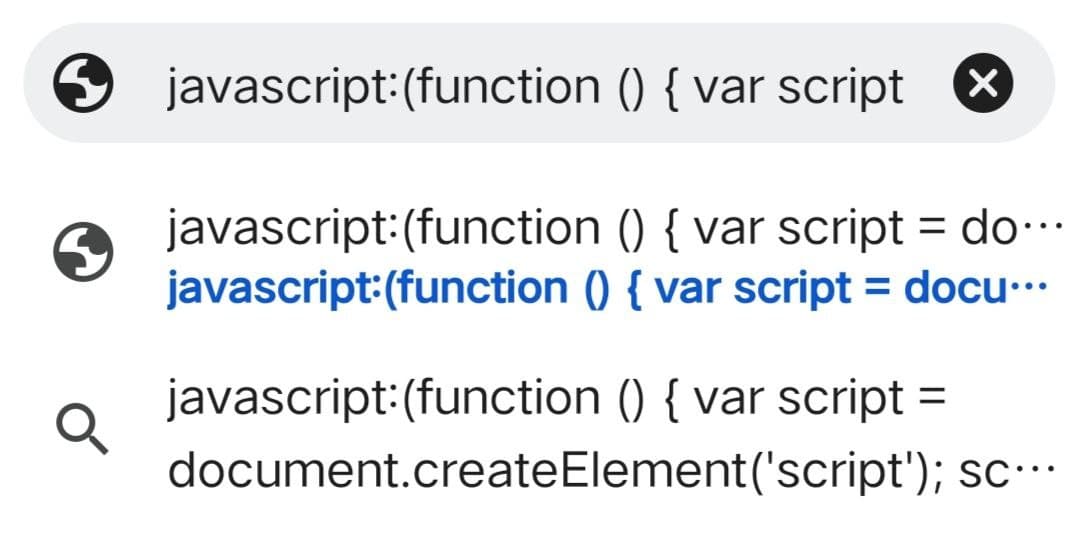 javascript:(function () { var script
javascript:(function () { var script = do···
javascript:(function () { var script = docu···
javascript:(function () { var script =
document.createElement('script'); sc···